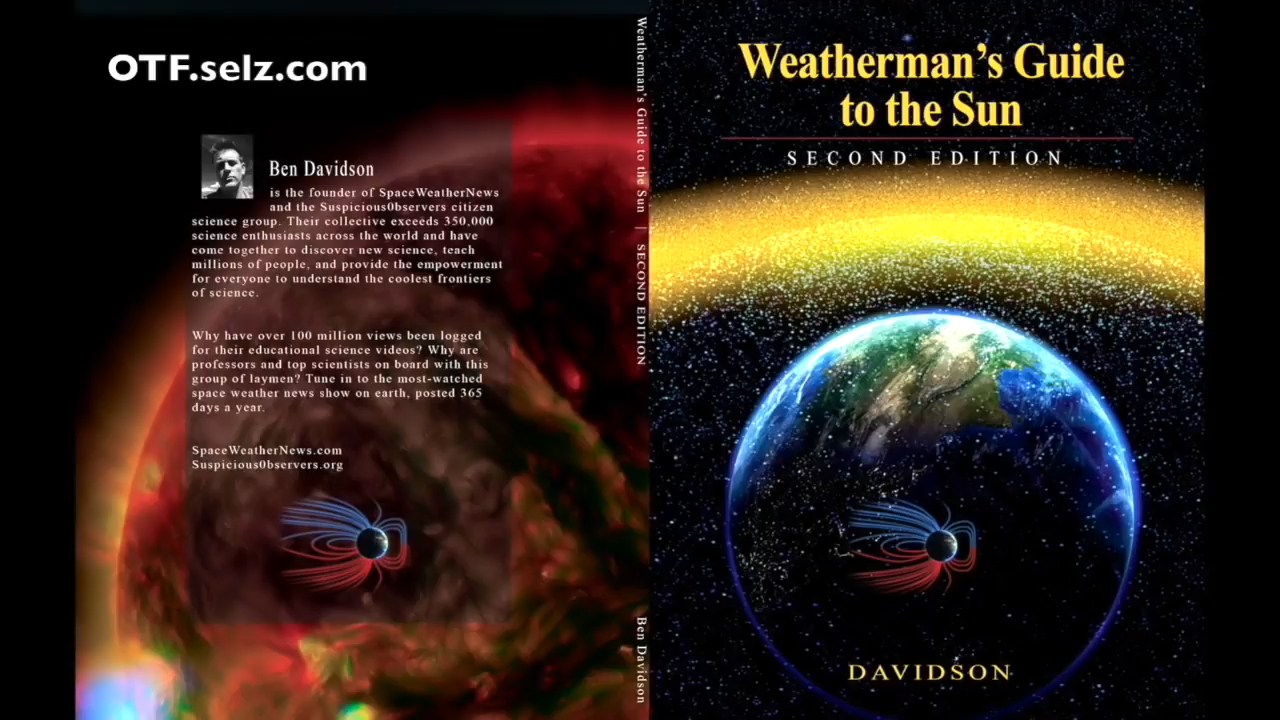 OTF.selz.com
Ben Davidson
is the founder of SpaceWeatherNews
and the Suspicious0bservers citizen
science group. Their collective exceeds 350,000
science enthusiasts across the world and have
come together to discover new science, teach
millions of people, and provide the empowerment
for everyone to understand the coolest frontiers
of science.
Why have over 100 million views been logged
for their educational science videos? Why are
professors and top scientists on board with this
group of laymen? Tune in to the most-watched
space weather news show on earth, posted 365
days a year.
SpaceWeatherNews.com
Suspicious0bservers.org
Weatherman's Guide to the Sun | SECOND EDITION
Ben Davidson
Weatherman's Guide
to the Sun
SECOND EDITION
DAVIDSON